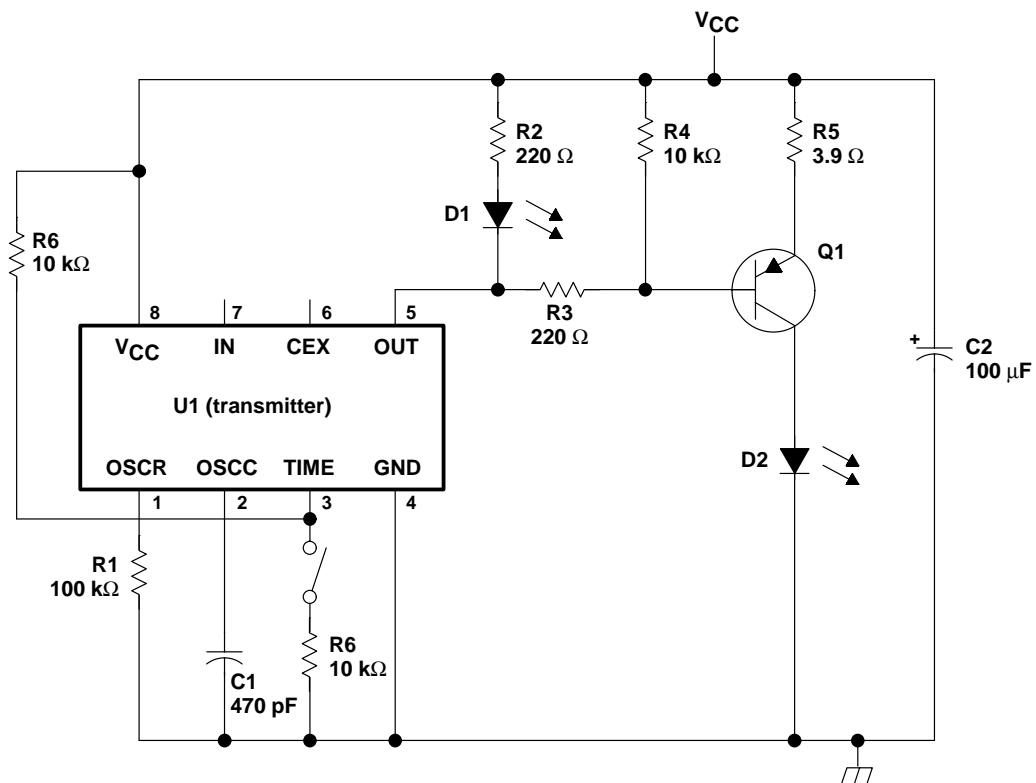 VCC
R2
220 Ω
R4
10 kΩ
R5
3.9 Ω
D1
R6
10 kΩ
Q1
R3
220 Ω
8
7
6
5
VCC
IN
CEX
OUT
+
C2
100 µF
U1 (transmitter)
OSCR
OSCC
TIME
GND
D2
1
2
3
4
R1
100 kΩ
R6
10 kΩ
C1
470 pF